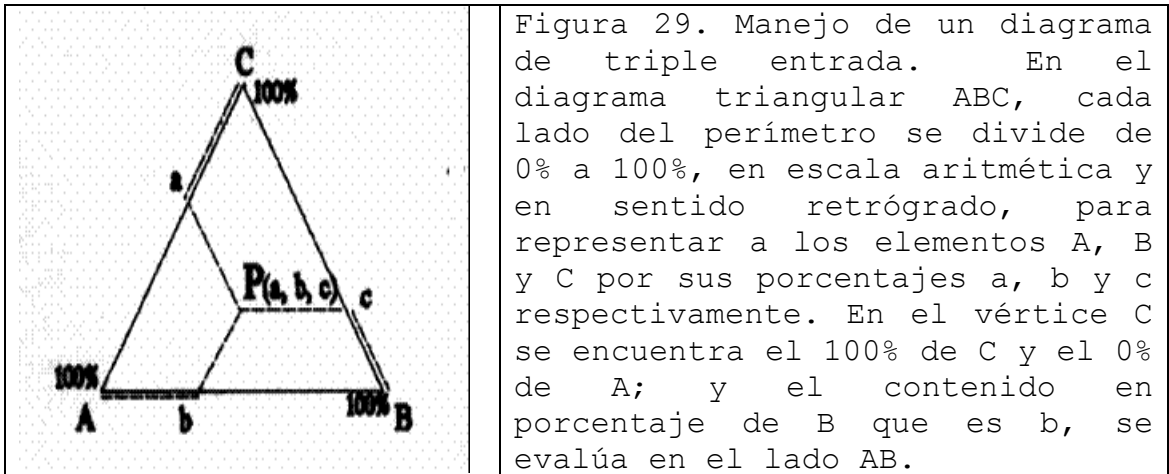 C
100%
a
P(a, b, c)
c
100%
100%
A
b
B
Figura 29. Manejo de un diagrama
de triple entrada. En el
diagrama triangular ABC, cada
lado del perímetro se divide de
0% a 100%, en escala aritmética y
en sentido retrógrado, para
representar a los elementos A, B
y C por sus porcentajes a, b y c
respectivamente. En el vértice C
se encuentra el 100% de C y el 0%
de A; y el contenido en
porcentaje de B que es b, se
evalúa en el lado AB.